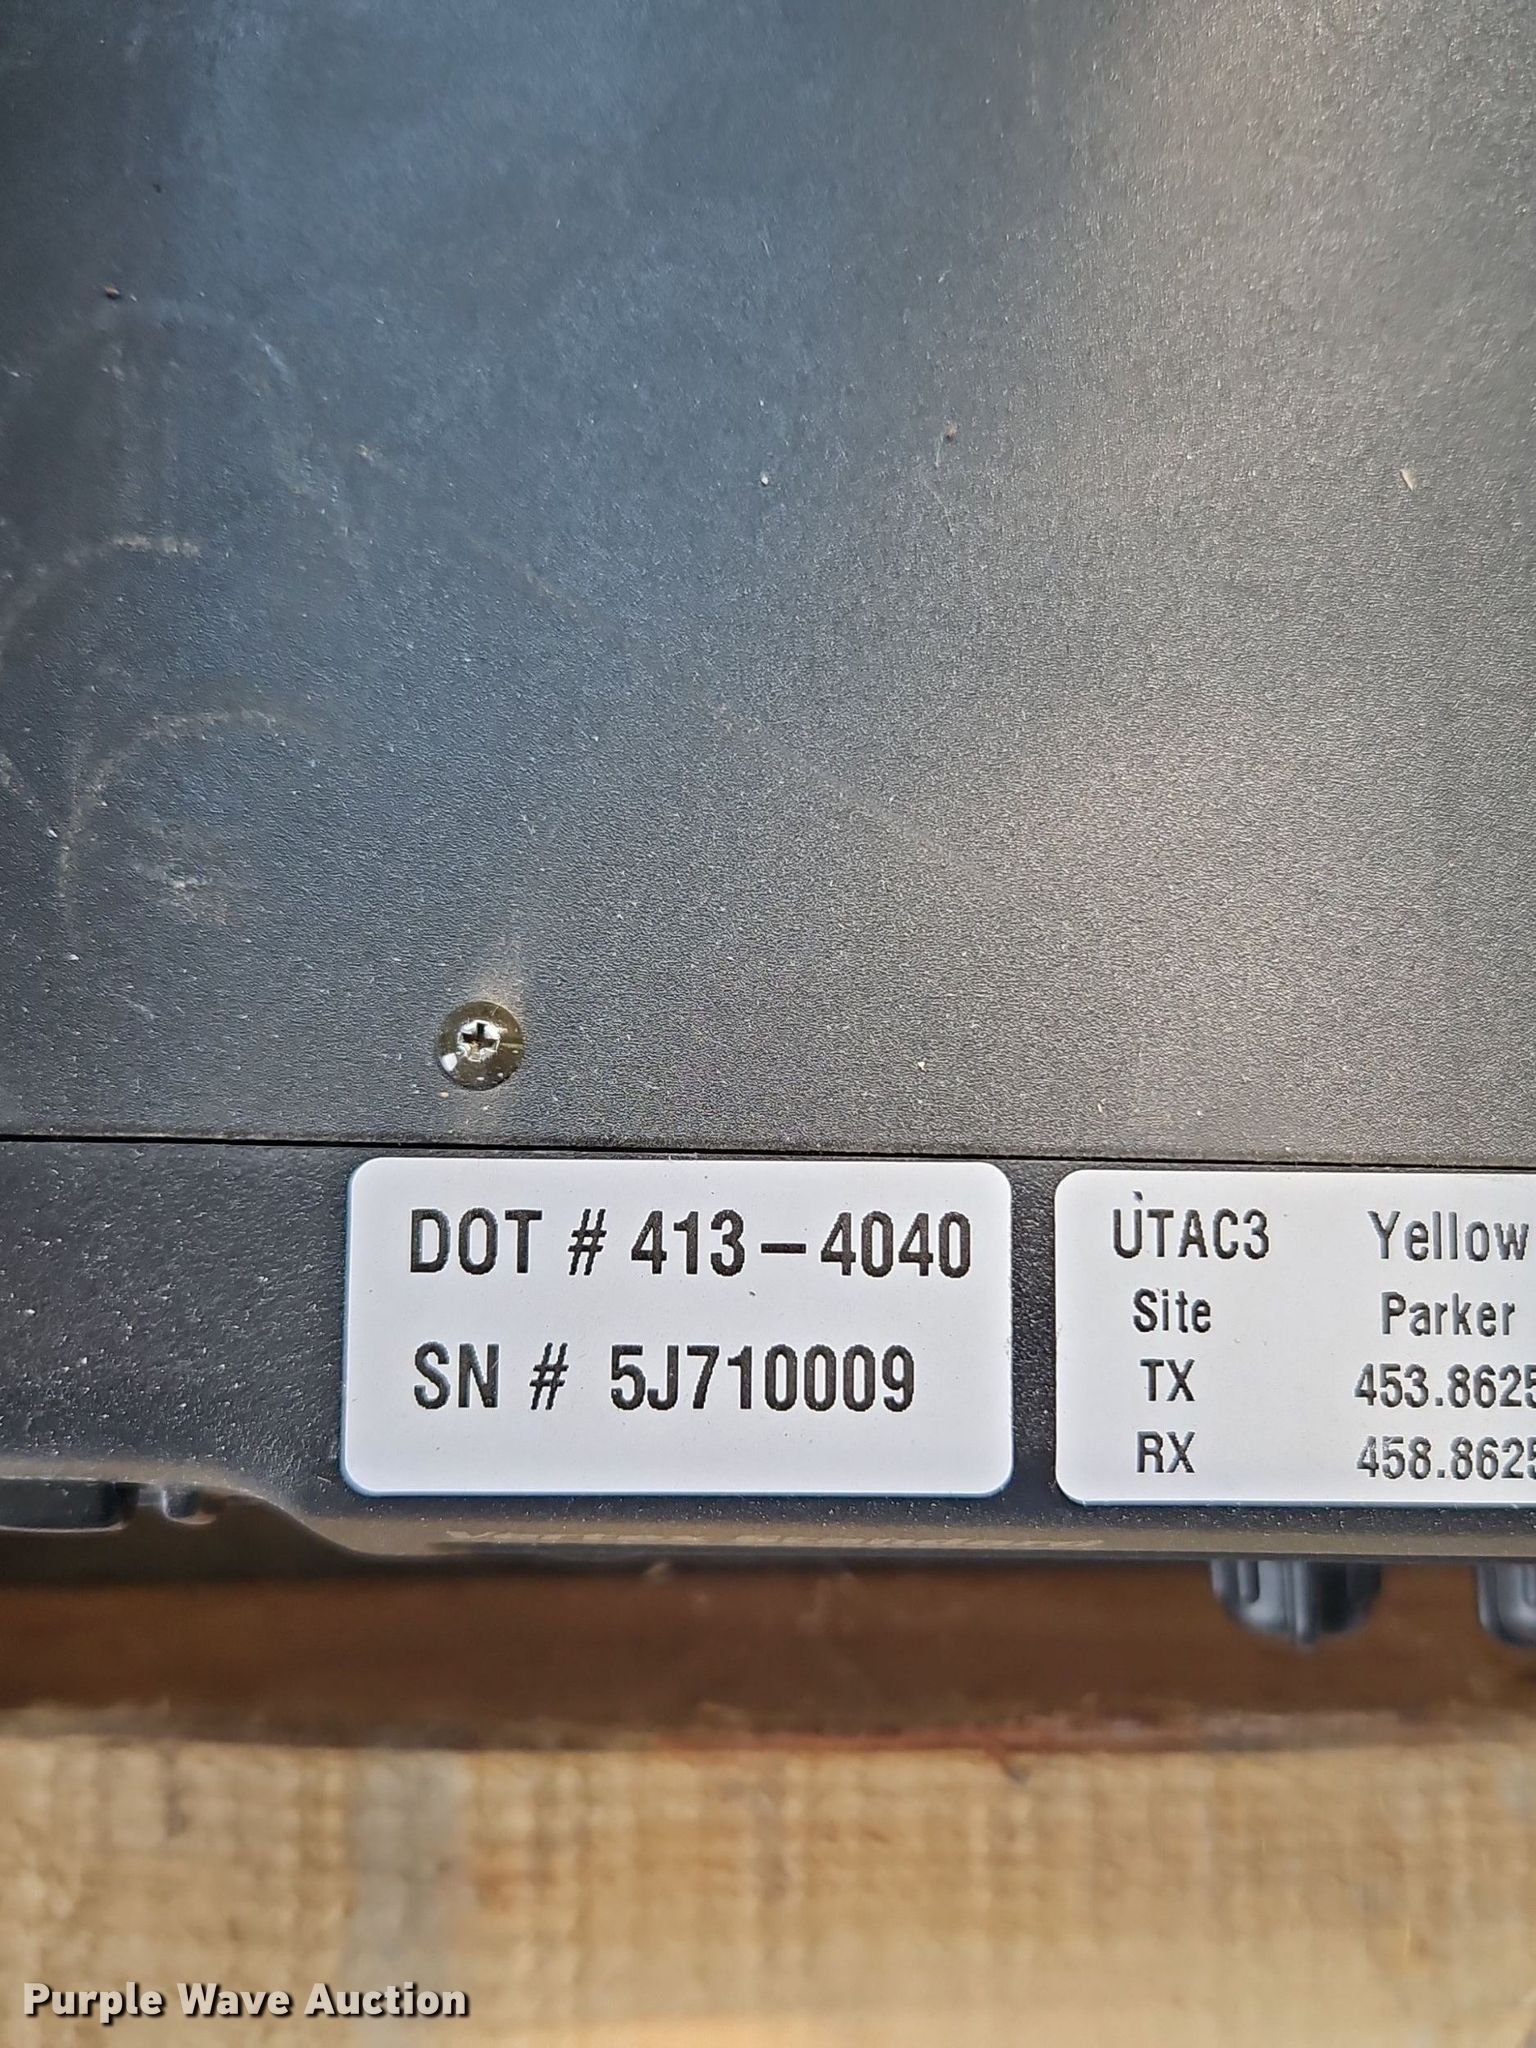 DOT # 413-4040
SN # 5J710009
UTAC3 Yellow
Site Parker
TX 453.8625
RX 458.8625
Purple Wave Auction